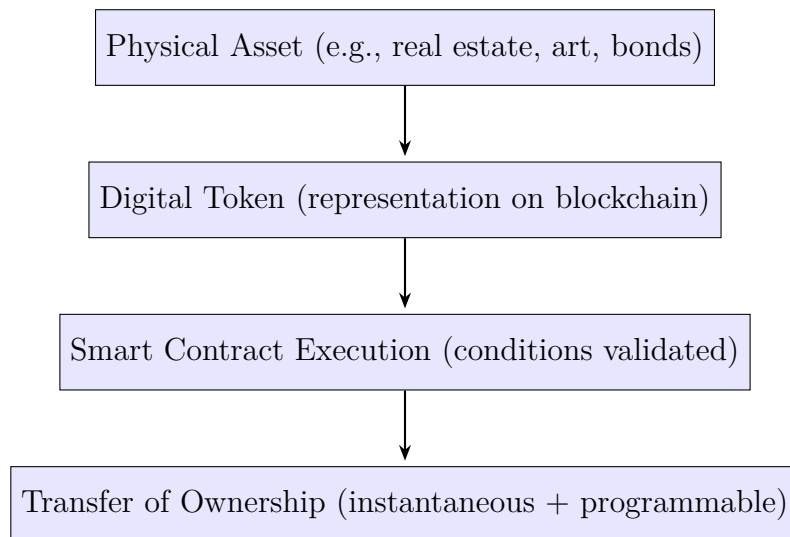 Physical Asset (e.g., real estate, art, bonds)
Digital Token (representation on blockchain)
Smart Contract Execution (conditions validated)
Transfer of Ownership (instantaneous + programmable)